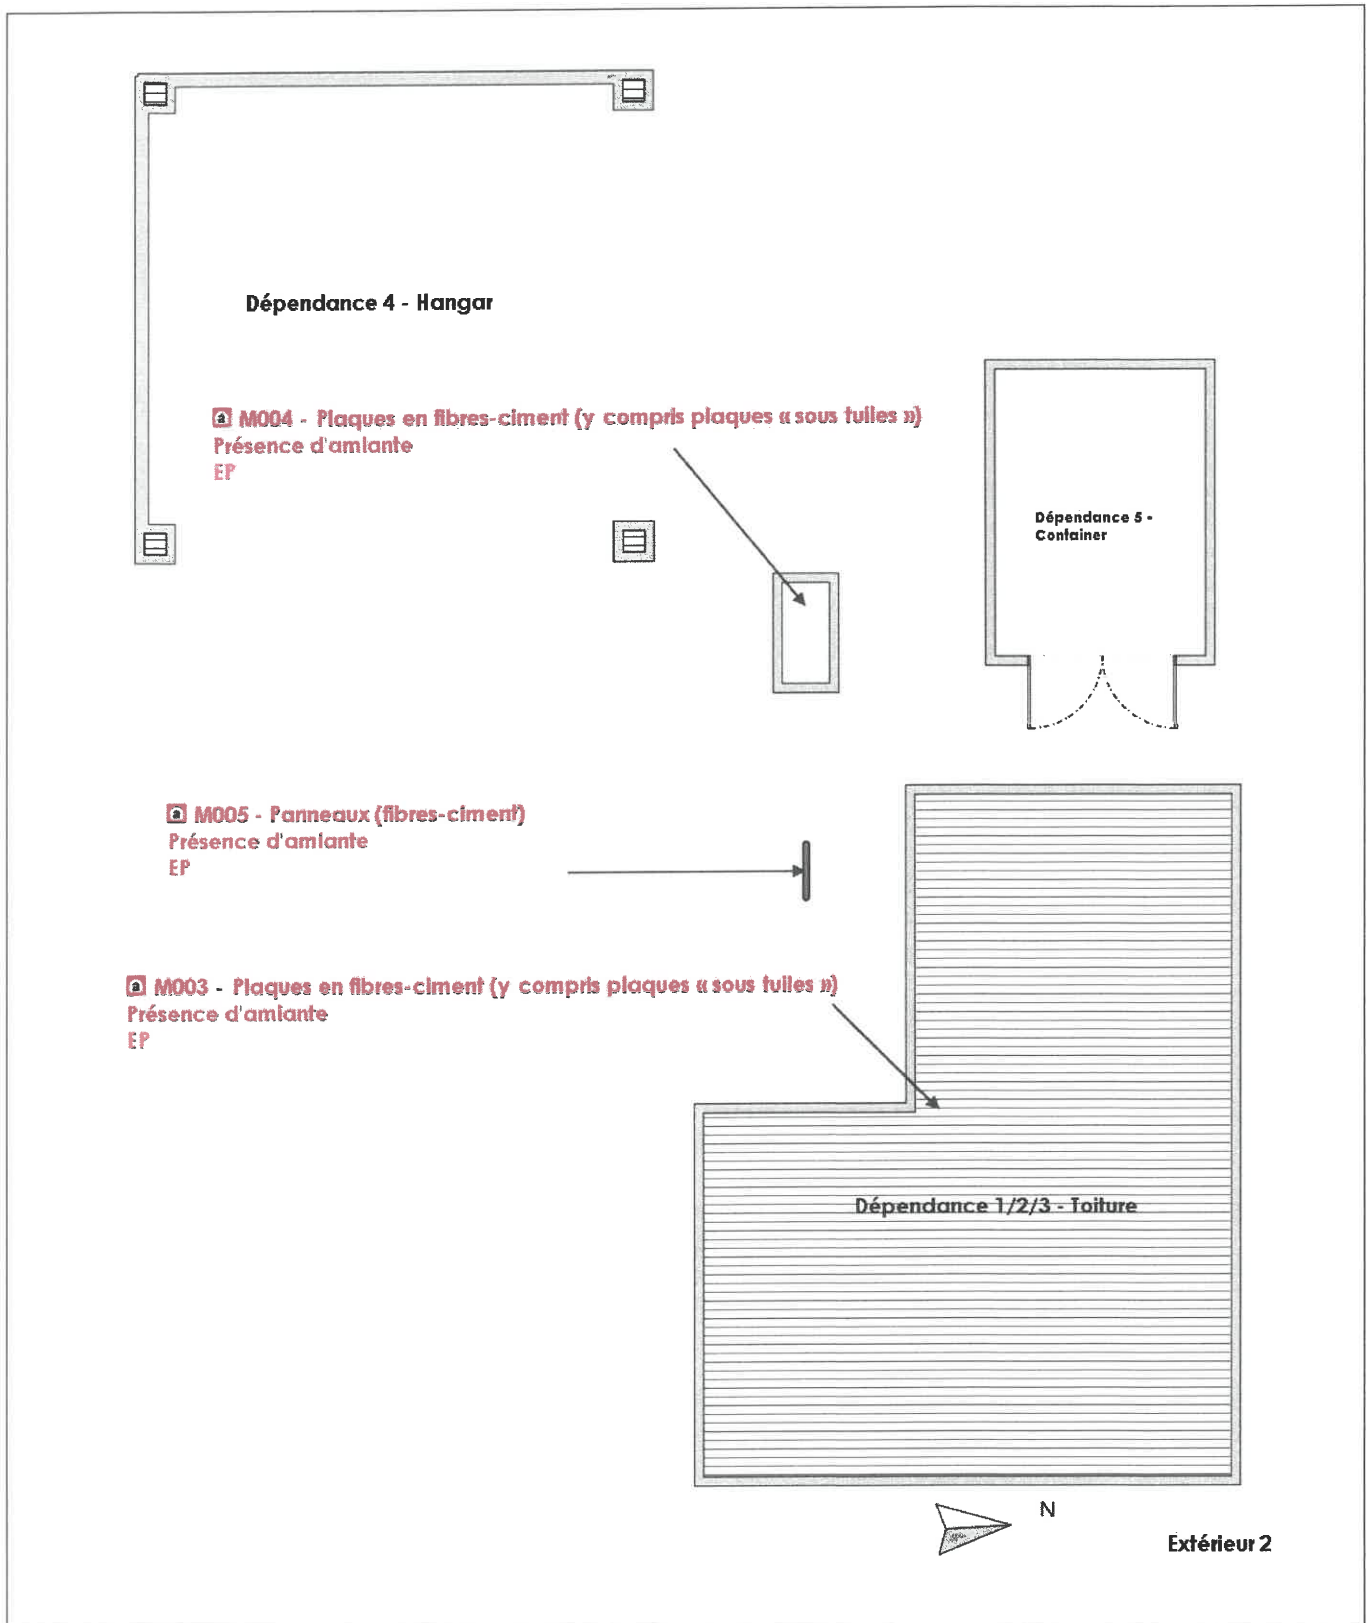 Dépendance 4 - Hangar
a M004 - Plaques en fibres-ciment (y compris plaques « sous tuiles »)
Présence d'amiante
EP
Dépendance 5 -
Container
a M005 - Panneaux (fibres-ciment)
Présence d'amiante
EP
a M003 - Plaques en fibres-ciment (y compris plaques « sous tuiles »)
Présence d'amiante
EP
Dépendance 1/2/3 - Toiture
N
Extérieur 2